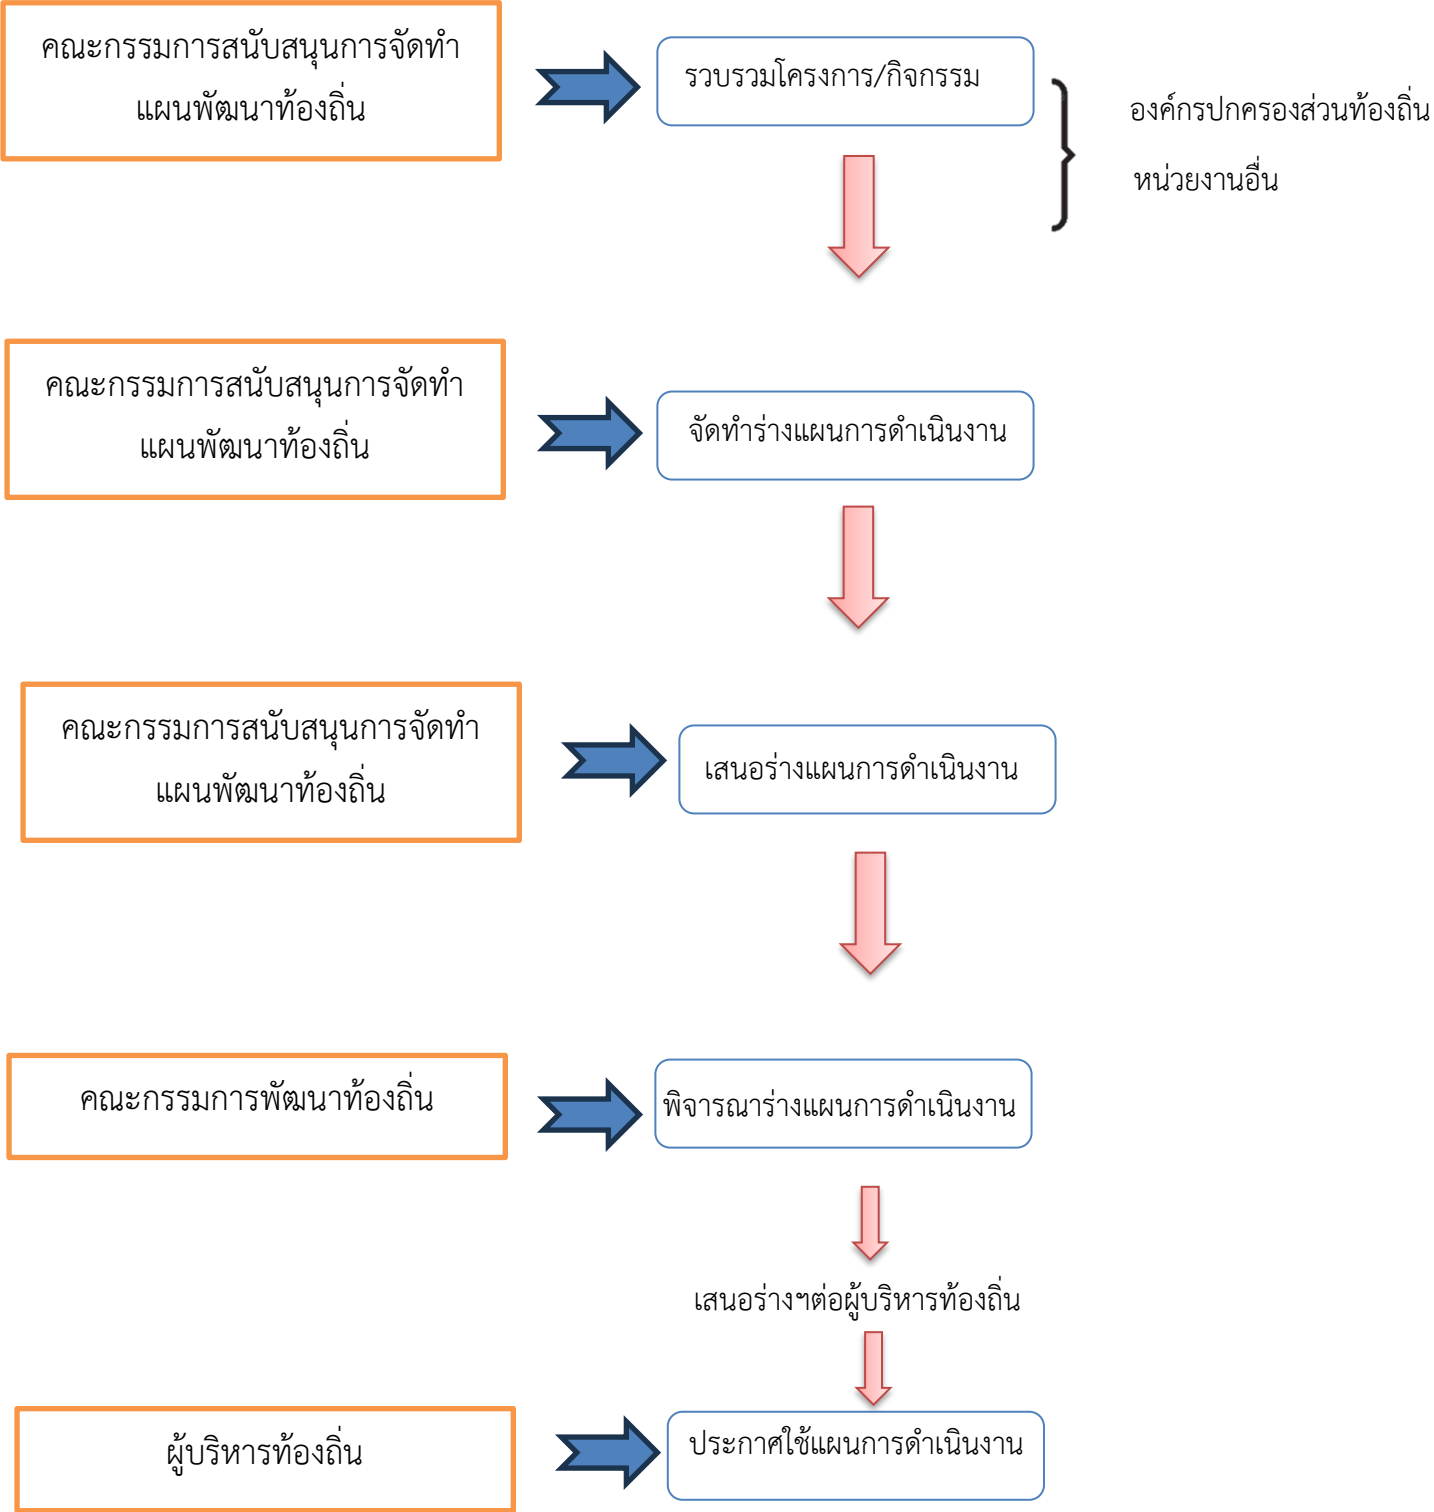 คณะกรรมการสนับสนุนการจัดทำ
แผนพัฒนาท้องถิ่น
รวบรวมโครงการ/กิจกรรม
องค์กรปกครองส่วนท้องถิ่น
หน่วยงานอื่น
คณะกรรมการสนับสนุนการจัดทำ
แผนพัฒนาท้องถิ่น
จัดทำร่างแผนการดำเนินงาน
คณะกรรมการสนับสนุนการจัดทำ
แผนพัฒนาท้องถิ่น
เสนอร่างแผนการดำเนินงาน
คณะกรรมการพัฒนาท้องถิ่น
พิจารณาร่างแผนการดำเนินงาน
เสนอร่างฯต่อผู้บริหารท้องถิ่น
ผู้บริหารท้องถิ่น
ประกาศใช้แผนการดำเนินงาน